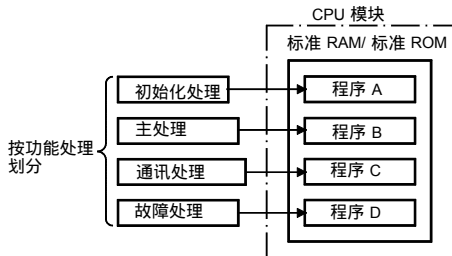 CPU 模块
标准 RAM/ 标准 ROM
初始化处理
程序 A
主处理
程序 B
按功能处理
划分
通讯处理
程序 C
故障处理
程序 D